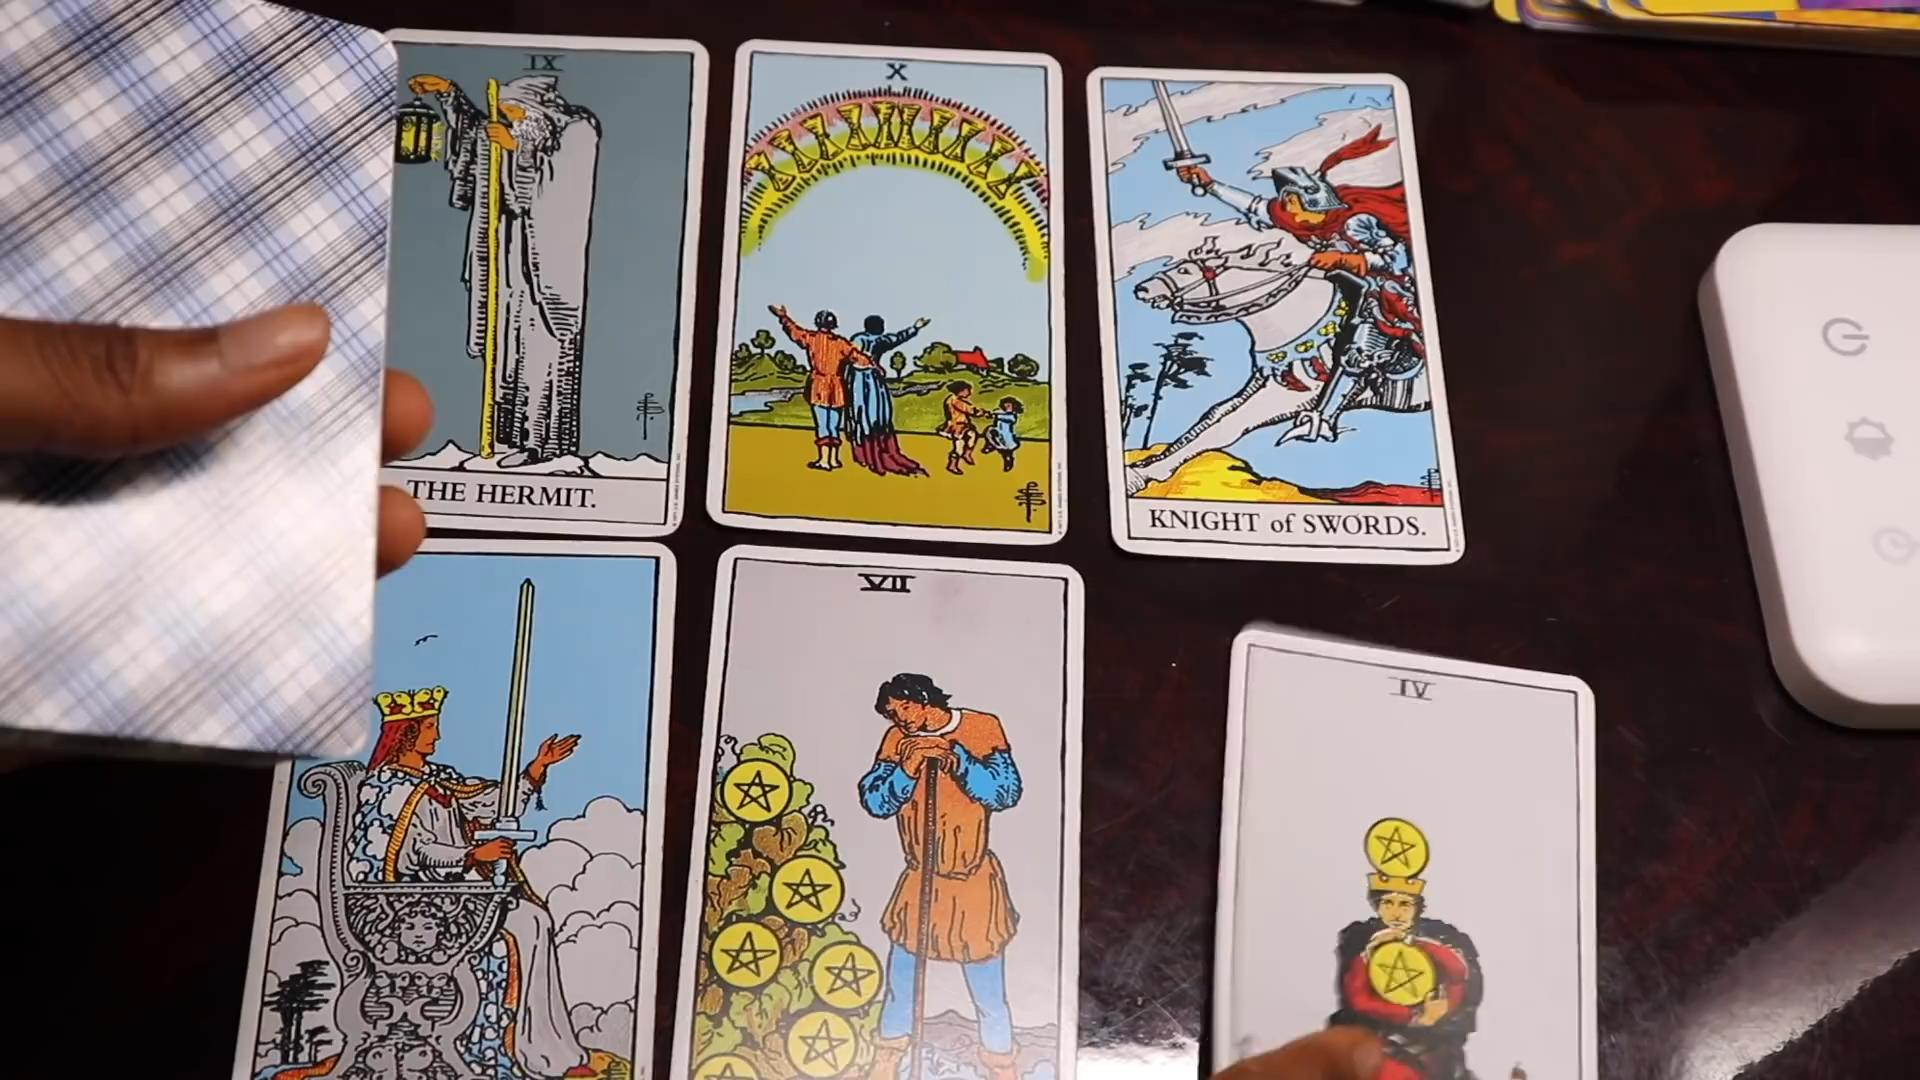 IX
X
THE HERMIT.
KNIGHT of SWORDS.
VII
IV